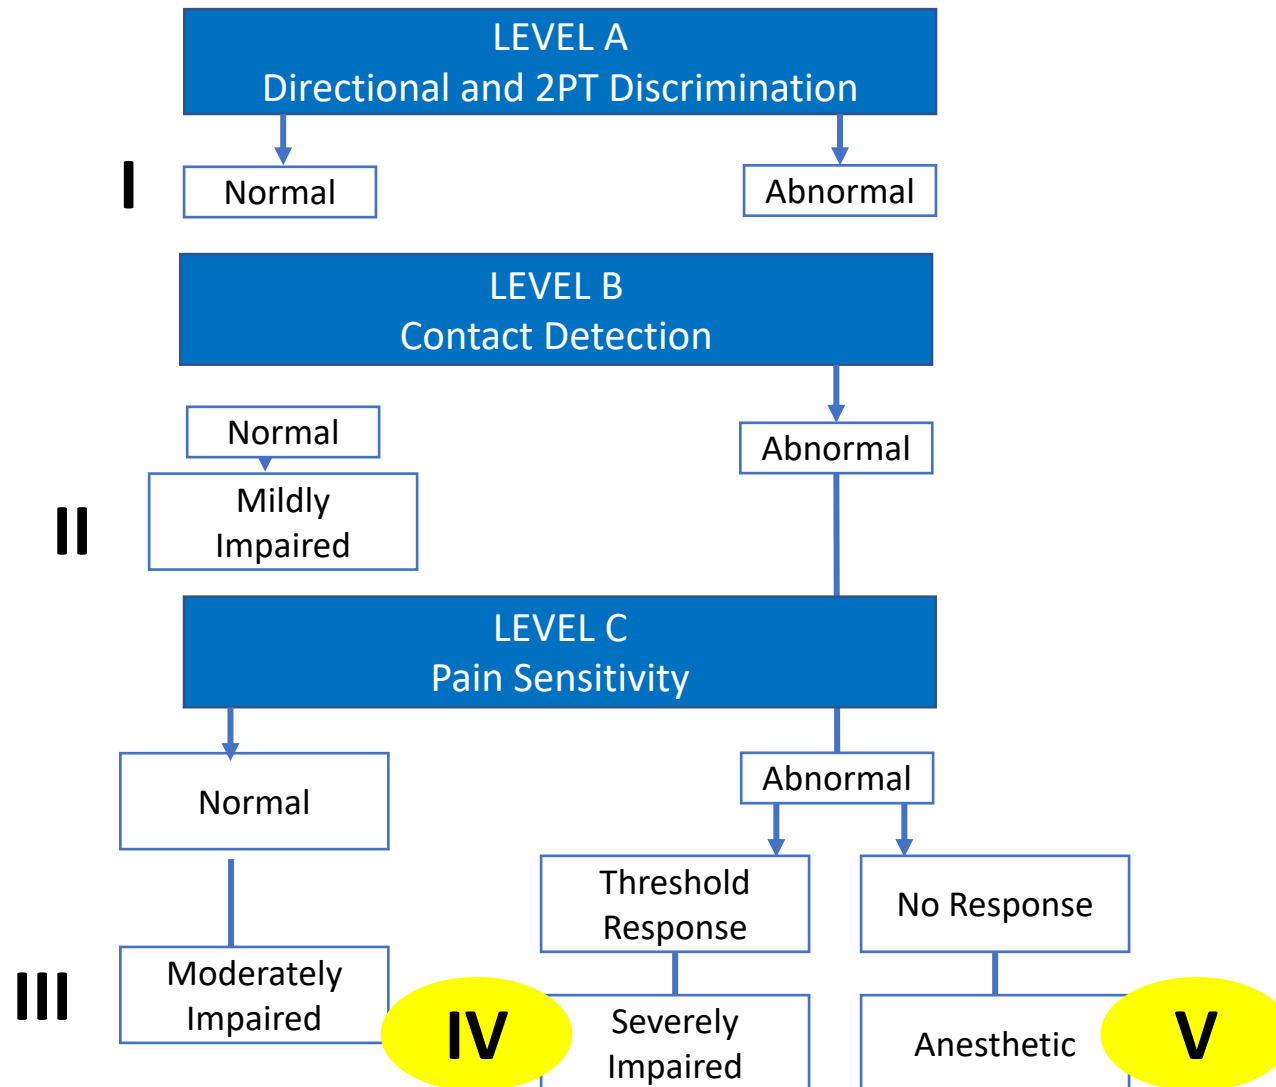 LEVEL A
Directional and 2PT Discrimination
I
Normal
Abnormal
LEVEL B
Contact Detection
Normal
Abnormal
II
Mildly
Impaired
LEVEL C
Pain Sensitivity
Normal
Abnormal
Threshold
Response
No Response
III
Moderately
Impaired
IV
Severely
Impaired
Anesthetic
V